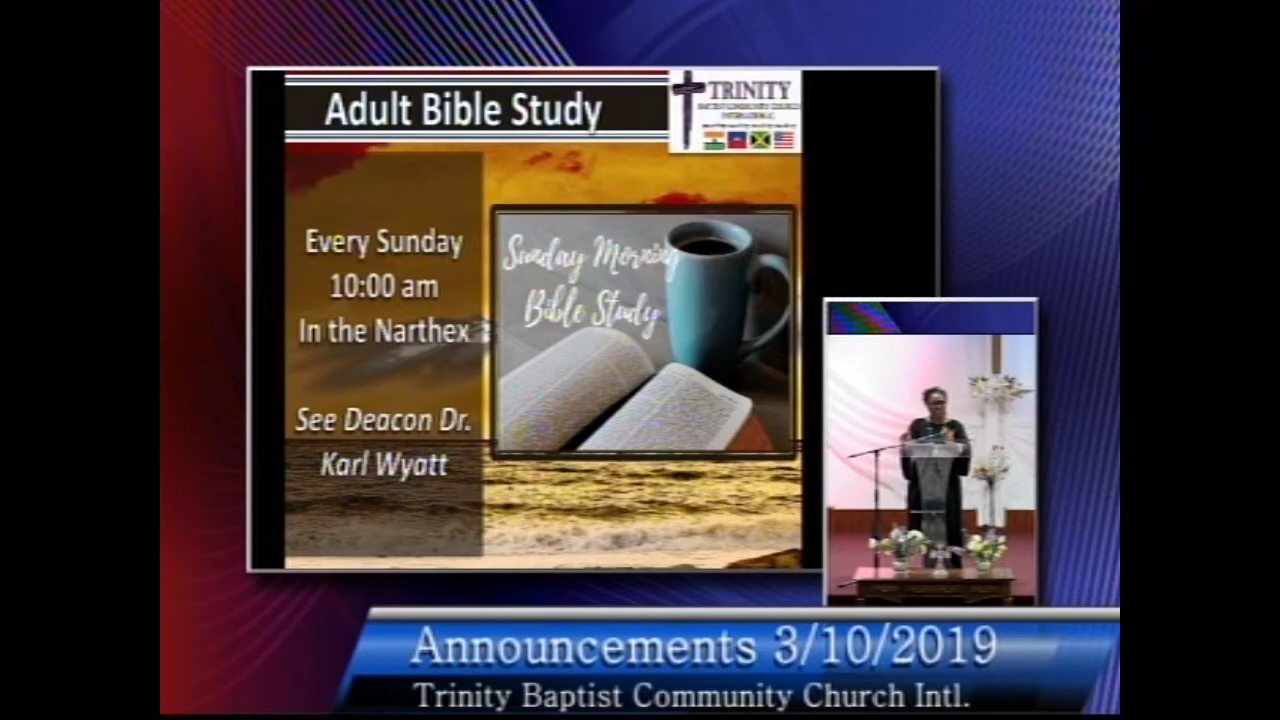 Adult Bible Study
TRINITY
INTERNATIONAL
Every Sunday
10:00 am
In the Narthex
See Deacon Dr.
Karl Wyatt
Sunday Morning
Bible Study
Announcements 3/10/2019
Trinity Baptist Community Church Intl.